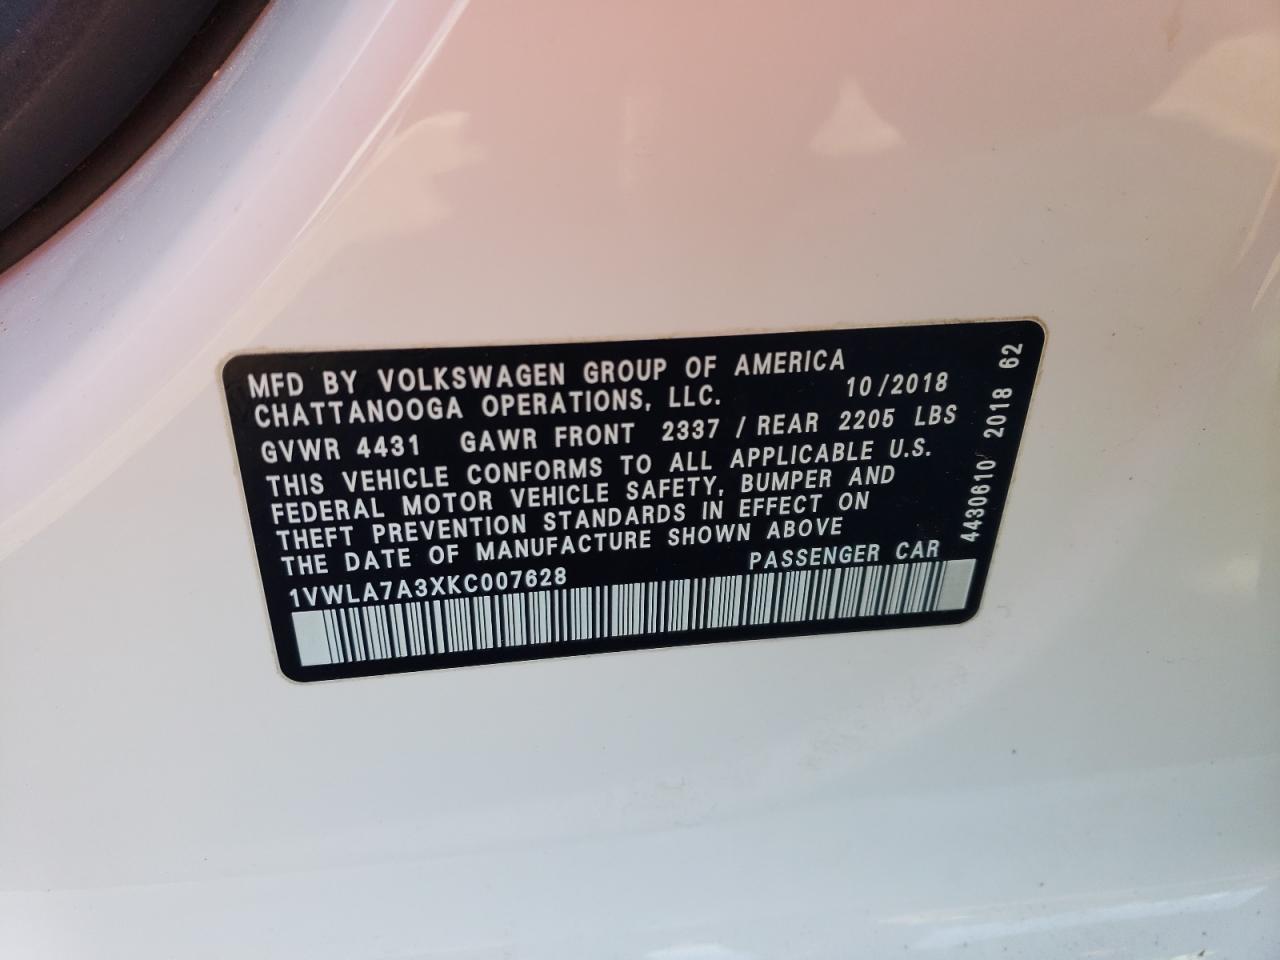 MFD BY VOLKSWAGEN GROUP OF AMERICA
CHATTANOOGA OPERATIONS, LLC. 10/2018
GVWR 4431 GAWR FRONT 2337 / REAR 2205 LBS
THIS VEHICLE CONFORMS TO ALL APPLICABLE U.S.
FEDERAL MOTOR VEHICLE SAFETY, BUMPER AND
THEFT PREVENTION STANDARDS IN EFFECT ON
THE DATE OF MANUFACTURE SHOWN ABOVE
1VWLA7A3XKC007628 PASSENGER CAR
4430610 2018 62